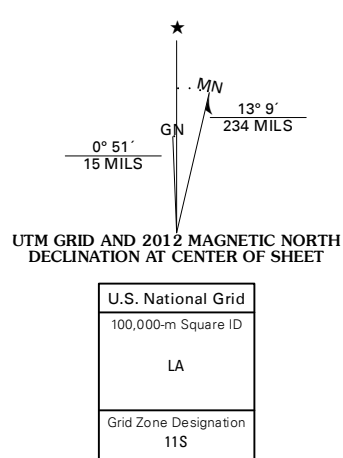 ★
MN
GN
13° 9´
234 MILS
0° 51´
15 MILS
UTM GRID AND 2012 MAGNETIC NORTH
DECLINATION AT CENTER OF SHEET
U.S. National Grid
100,000-m Square ID
LA
Grid Zone Designation
11S